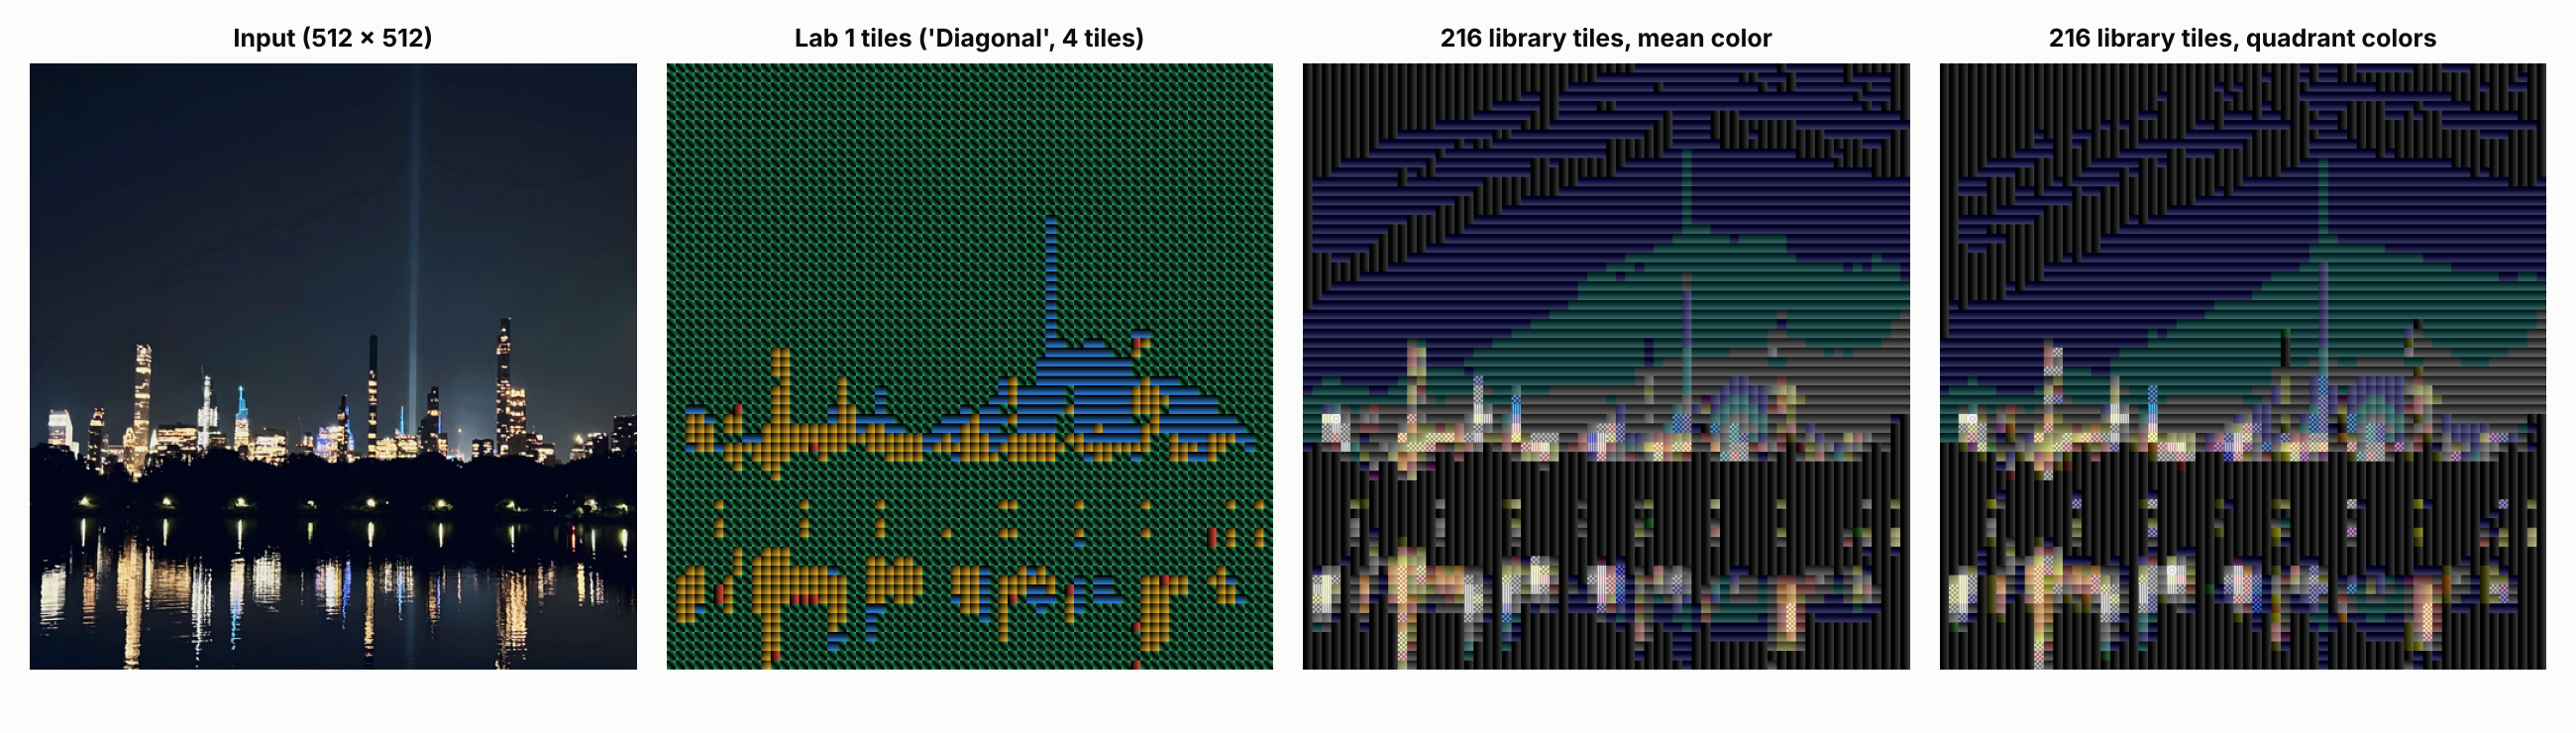 Input (512 × 512)
Lab 1 tiles ('Diagonal', 4 tiles)
216 library tiles, mean color
216 library tiles, quadrant colors